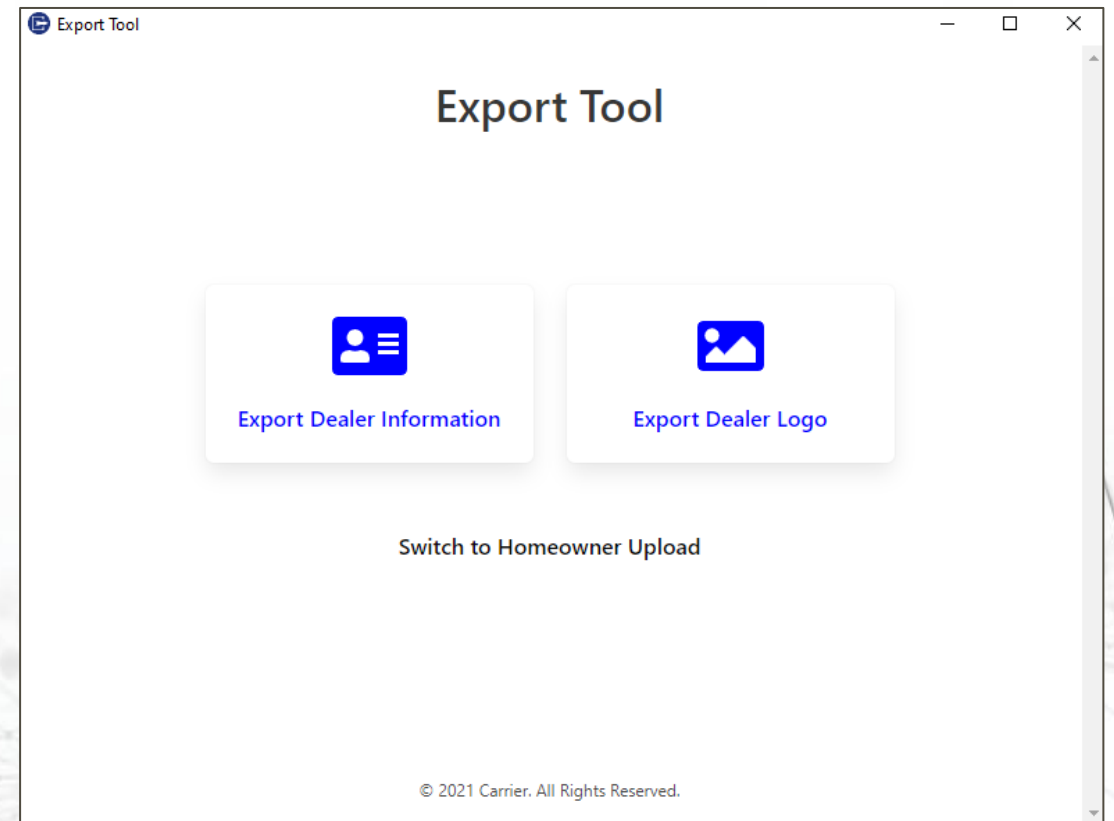 Export Tool
Export Tool
Export Dealer Information
Export Dealer Logo
Switch to Homeowner Upload
© 2021 Carrier. All Rights Reserved.